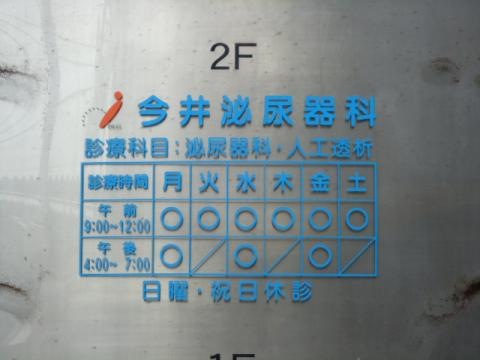 2F
今井泌尿器科
診療科目:泌尿器科・人工透析
診療時間 月 火 水 木 金 土
午前 9:00~12:00 ○ ○ ○ ○ ○ ○
午後 4:00~7:00 ○ ／ ○ ／ ○ ／
日曜・祝日休診
1F